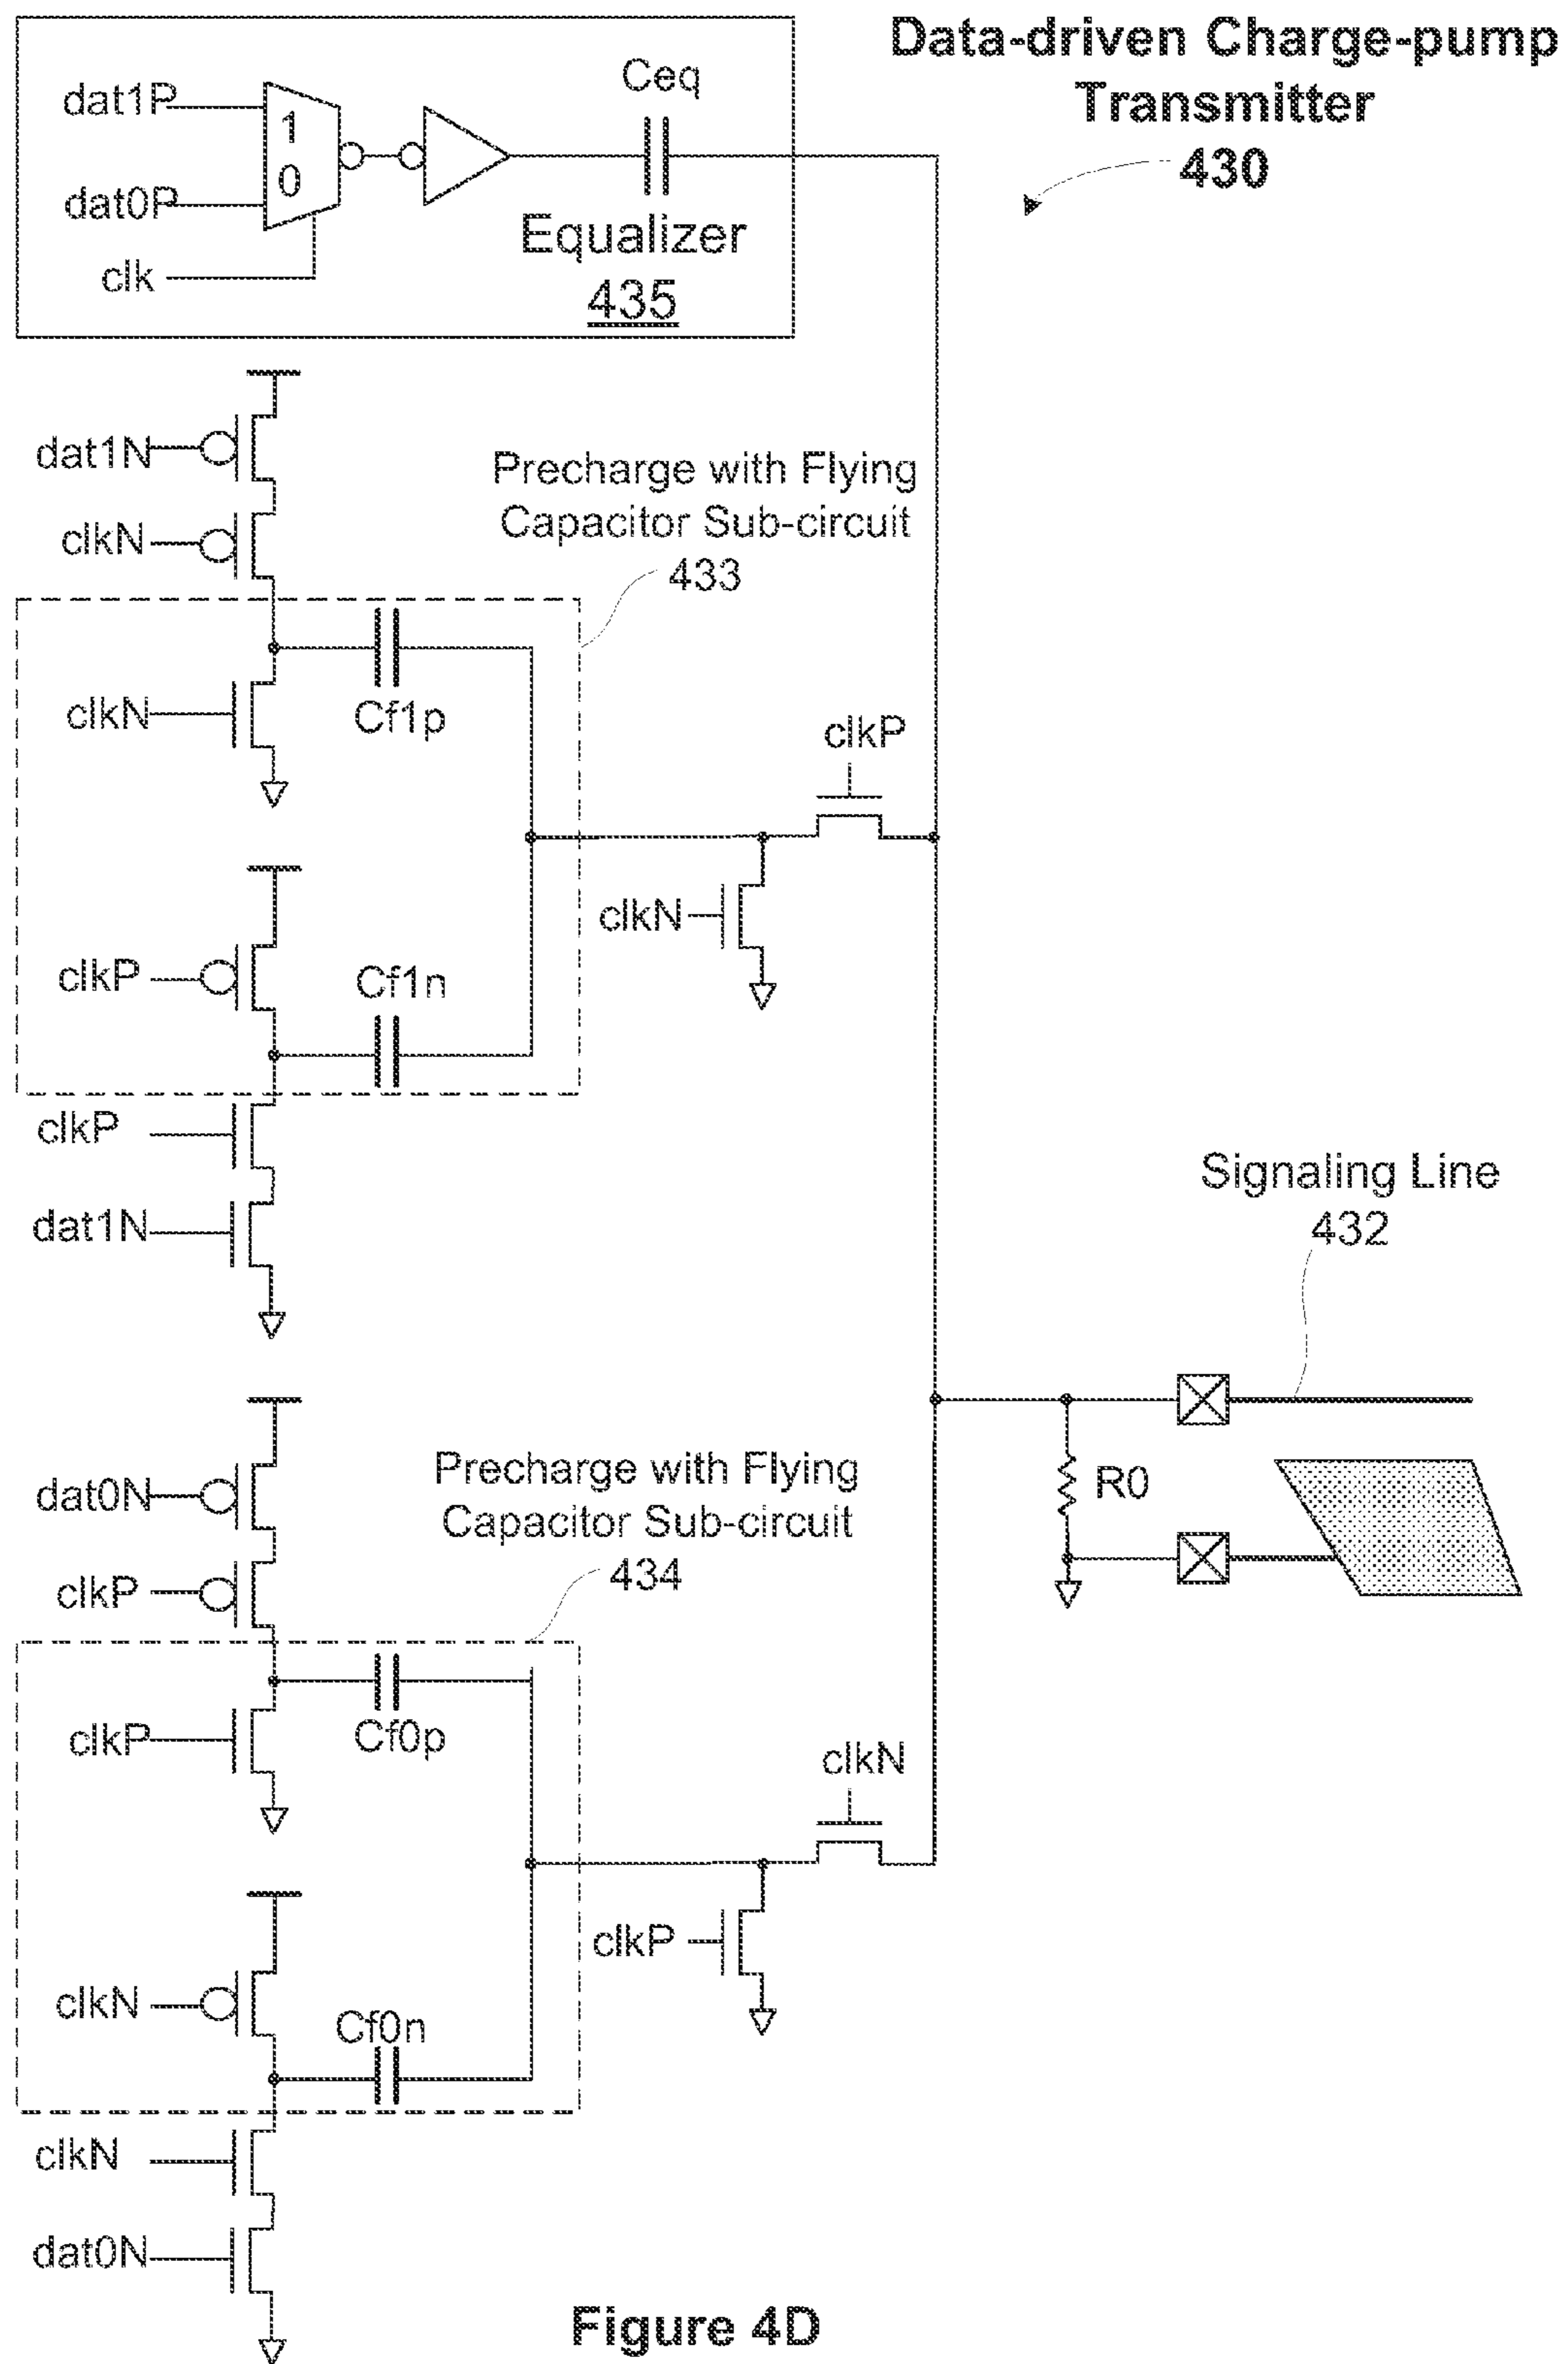 Data-driven Charge-pump
Transmitter
430
dat1P
1
0
dat0P
clk
Ceq
Equalizer
435
dat1N
clkN
Precharge with Flying
Capacitor Sub-circuit
433
clkN
Cf1p
clkP
clkN
clkP
Cf1n
clkP
dat1N
Signaling Line
432
dat0N
clkP
Precharge with Flying
Capacitor Sub-circuit
434
R0
clkP
Cf0p
clkN
clkP
clkN
Cf0n
clkN
dat0N
Figure 4D